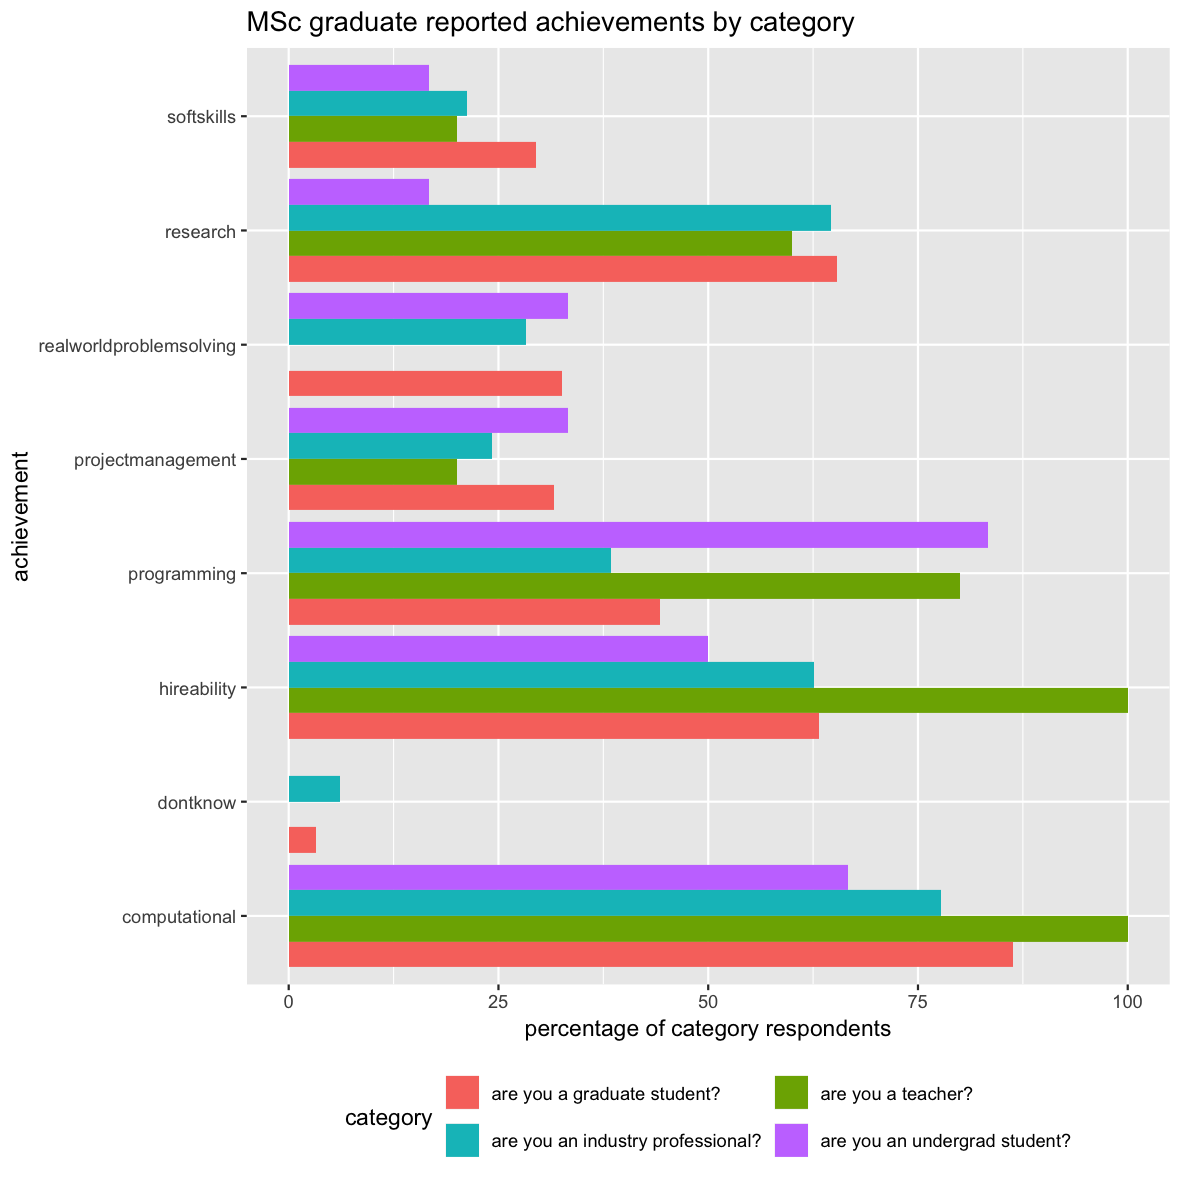 MSc graduate reported achievements by category
softskills
research
realworldproblemsolving
projectmanagement
programming
hireability
dontknow
computational
achievement
0 25 50 75 100
percentage of category respondents
category
are you a graduate student?
are you a teacher?
are you an industry professional?
are you an undergrad student?